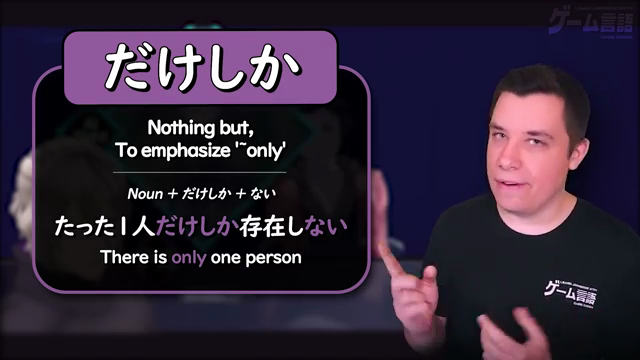 だけしか
Nothing but,
To emphasize '~only'
Noun + だけしか + ない
たった1人だけしか存在しない
There is only one person
ゲーム言語
ゲーム言語